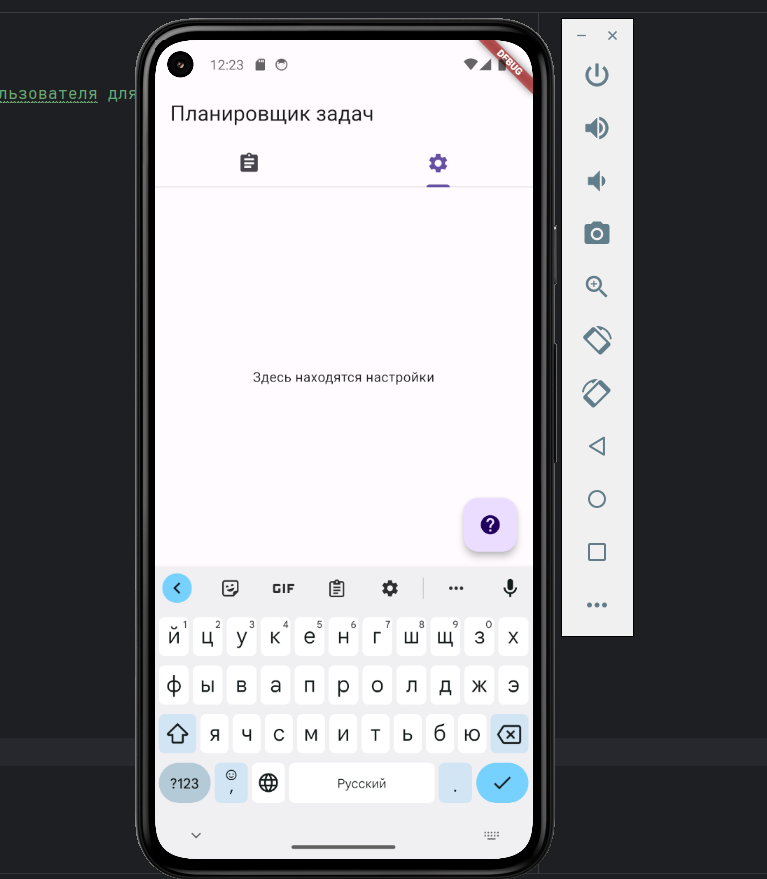 12:23
DEBUG
льзователя для
Планировщик задач
Здесь находятся настройки
GIF
й1 ц2 у3 к4 е5 н6 г7 ш8 щ9 з0 х
ф ы в а п р о л д ж э
я ч с м и т ь б ю
?123 , Русский .